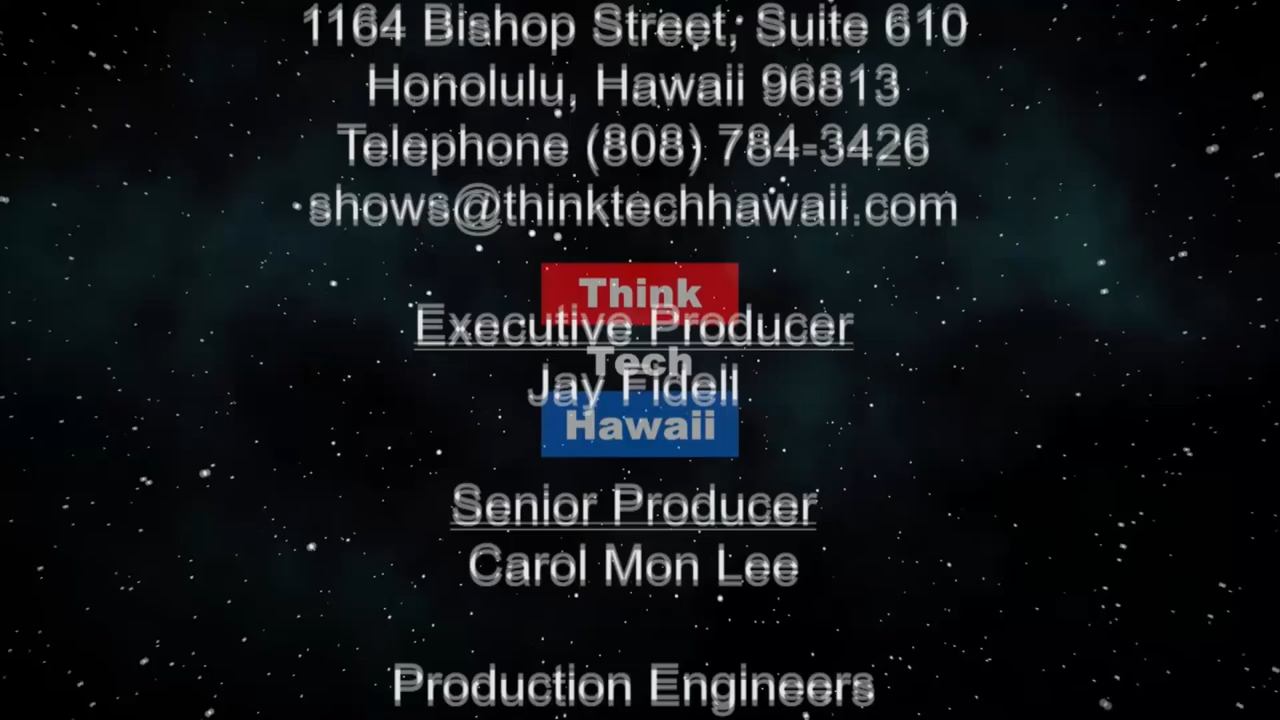 1164 Bishop Street, Suite 610
Honolulu, Hawaii 96813
Telephone (808) 784-3426
shows@thinktechhawaii.com
Think
Executive Producer
Tech
Jay Fidell
Hawaii
Senior Producer
Carol Mon Lee
Production Engineers